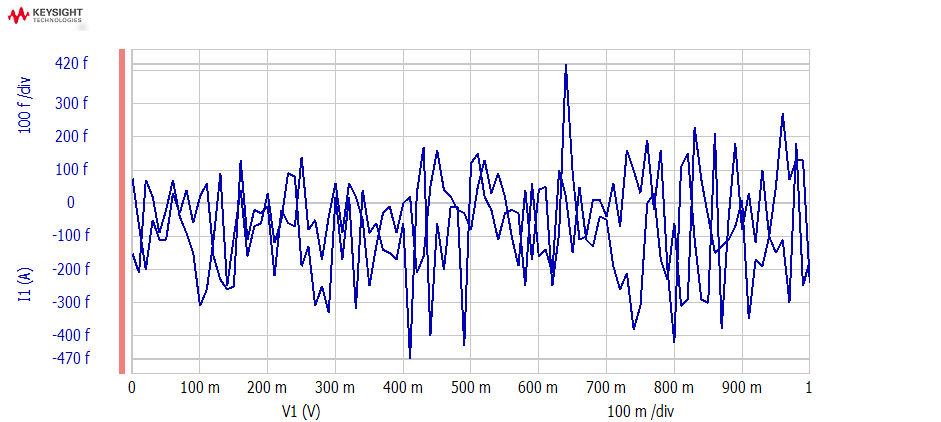 KEYSIGHT
TECHNOLOGIES
100 f /div
I1 (A)
420 f
300 f
200 f
100 f
0
-100 f
-200 f
-300 f
-400 f
-470 f
0 100 m 200 m 300 m 400 m 500 m 600 m 700 m 800 m 900 m 1
V1 (V) 100 m /div